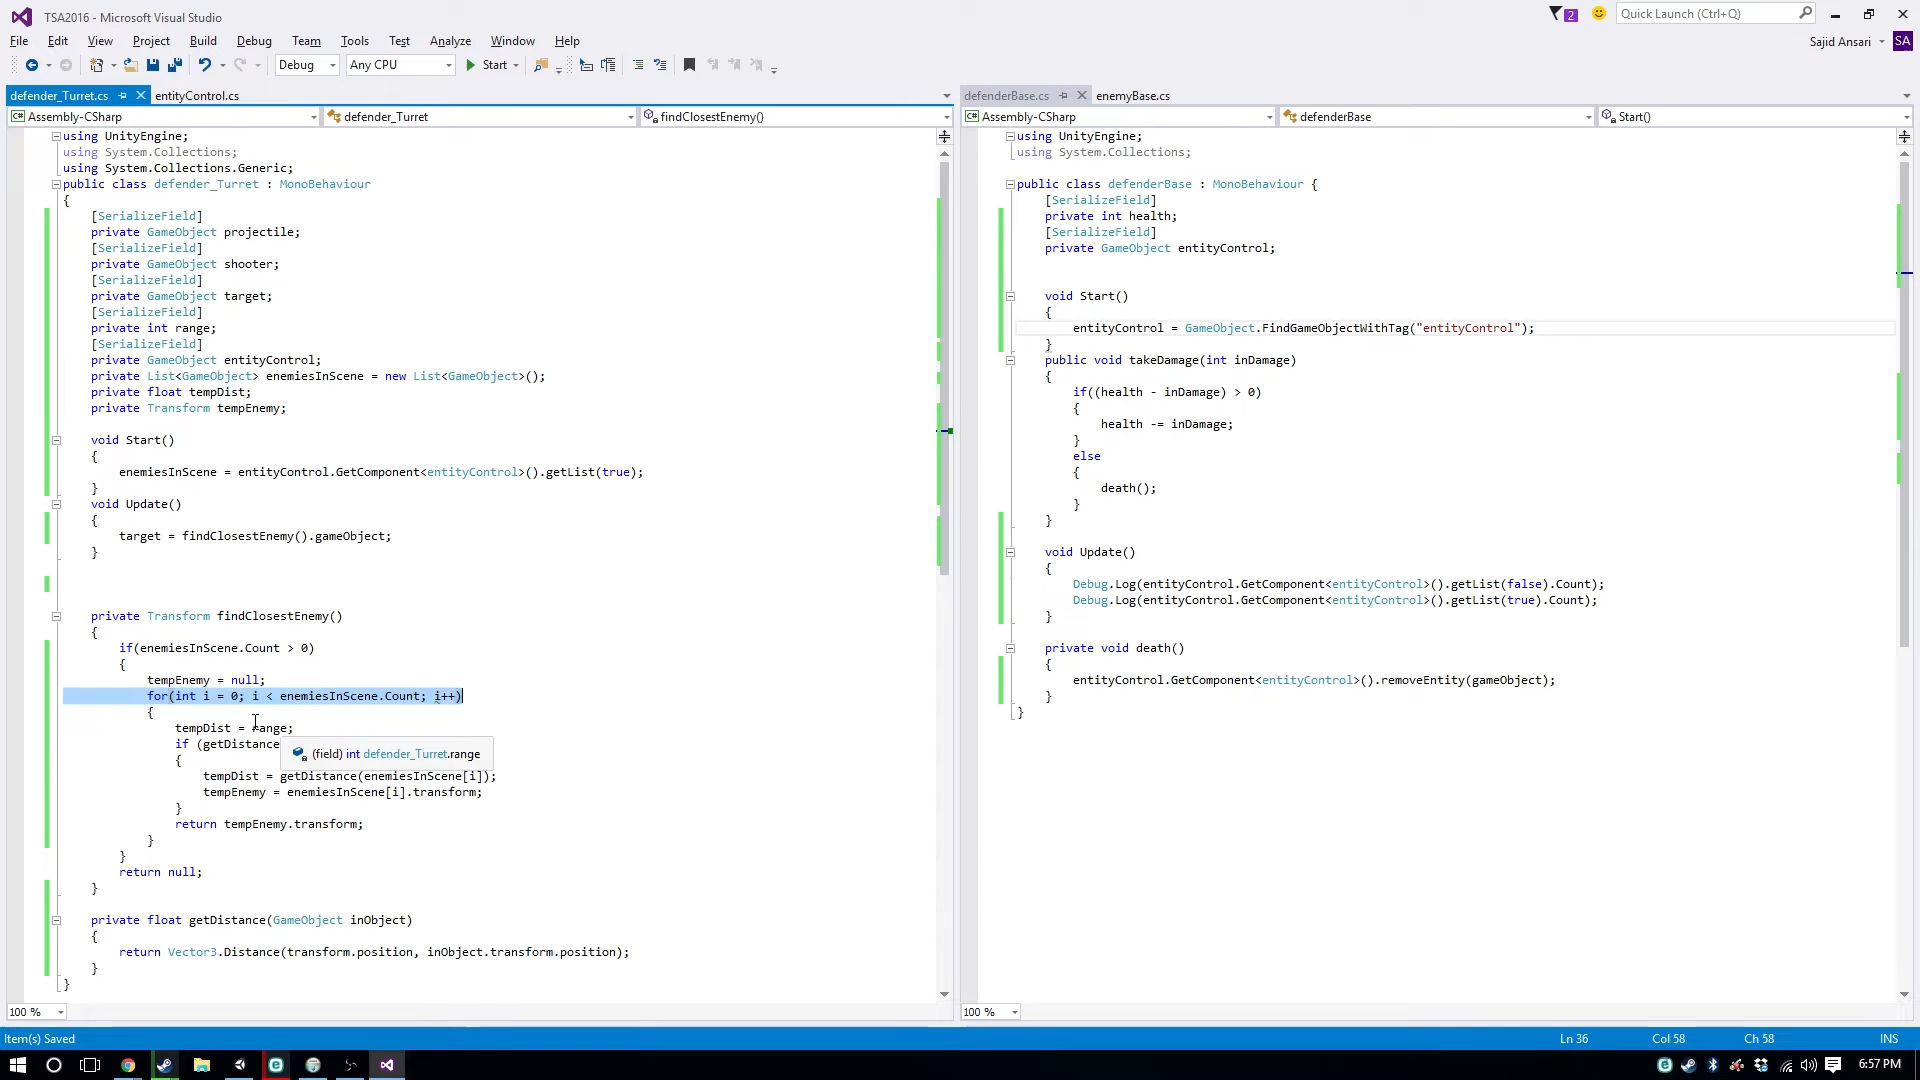 TSA2016 - Microsoft Visual Studio
2
Quick Launch (Ctrl+Q)
File Edit View Project Build Debug Team Tools Test Analyze Window Help
Sajid Ansari SA
Debug Any CPU Start
defender_Turret.cs entityControl.cs
Assembly-CSharp defender_Turret findClosestEnemy()
using UnityEngine;
using System.Collections;
using System.Collections.Generic;
public class defender_Turret : MonoBehaviour
{
[SerializeField]
private GameObject projectile;
[SerializeField]
private GameObject shooter;
[SerializeField]
private GameObject target;
[SerializeField]
private int range;
[SerializeField]
private GameObject entityControl;
private List<GameObject> enemiesInScene = new List<GameObject>();
private float tempDist;
private Transform tempEnemy;
void Start()
{
enemiesInScene = entityControl.GetComponent<entityControl>().getList(true);
}
void Update()
{
target = findClosestEnemy().gameObject;
}
private Transform findClosestEnemy()
{
if(enemiesInScene.Count > 0)
{
tempEnemy = null;
for(int i = 0; i < enemiesInScene.Count; i++)
{
tempDist = range;
if (getDistance
(field) int defender_Turret.range
{
tempDist = getDistance(enemiesInScene[i]);
tempEnemy = enemiesInScene[i].transform;
}
return tempEnemy.transform;
}
}
return null;
}
private float getDistance(GameObject inObject)
{
return Vector3.Distance(transform.position, inObject.transform.position);
}
}
100 %
defenderBase.cs enemyBase.cs
Assembly-CSharp defenderBase Start()
using UnityEngine;
using System.Collections;
public class defenderBase : MonoBehaviour {
[SerializeField]
private int health;
[SerializeField]
private GameObject entityControl;
void Start()
{
entityControl = GameObject.FindGameObjectWithTag("entityControl");
}
public void takeDamage(int inDamage)
{
if((health - inDamage) > 0)
{
health -= inDamage;
}
else
{
death();
}
}
void Update()
{
Debug.Log(entityControl.GetComponent<entityControl>().getList(false).Count);
Debug.Log(entityControl.GetComponent<entityControl>().getList(true).Count);
}
private void death()
{
entityControl.GetComponent<entityControl>().removeEntity(gameObject);
}
}
100 %
Item(s) Saved Ln 36 Col 58 Ch 58 INS
6:57 PM